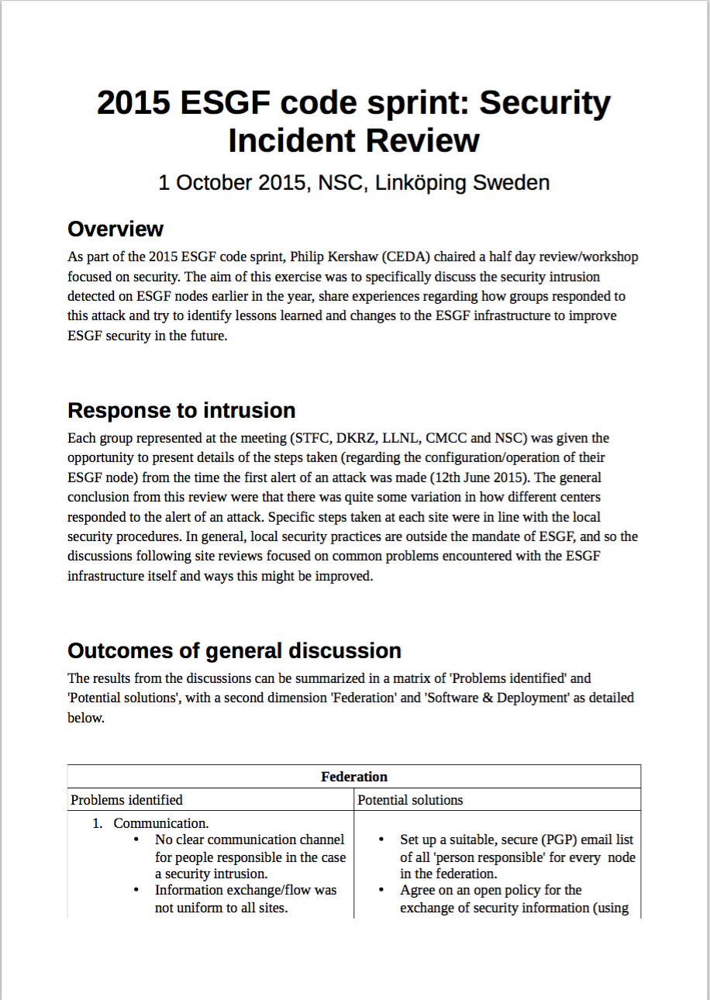 2015 ESGF code sprint: Security
Incident Review
1 October 2015, NSC, Linköping Sweden
Overview
As part of the 2015 ESGF code sprint, Philip Kershaw (CEDA) chaired a half day review/workshop
focused on security. The aim of this exercise was to specifically discuss the security intrusion
detected on ESGF nodes earlier in the year, share experiences regarding how groups responded to
this attack and try to identify lessons learned and changes to the ESGF infrastructure to improve
ESGF security in the future.
Response to intrusion
Each group represented at the meeting (STFC, DKRZ, LLNL, CMCC and NSC) was given the
opportunity to present details of the steps taken (regarding the configuration/operation of their
ESGF node) from the time the first alert of an attack was made (12th June 2015). The general
conclusion from this review were that there was quite some variation in how different centers
responded to the alert of an attack. Specific steps taken at each site were in line with the local
security procedures. In general, local security practices are outside the mandate of ESGF, and so the
discussions following site reviews focused on common problems encountered with the ESGF
infrastructure itself and ways this might be improved.
Outcomes of general discussion
The results from the discussions can be summarized in a matrix of 'Problems identified' and
'Potential solutions', with a second dimension 'Federation' and 'Software & Deployment' as detailed
below.
Federation
Problems identified
Potential solutions
1. Communication.
• No clear communication channel
for people responsible in the case
a security intrusion.
• Information exchange/flow was
not uniform to all sites.
• Set up a suitable, secure (PGP) email list
of all 'person responsible' for every node
in the federation.
• Agree on an open policy for the
exchange of security information (using